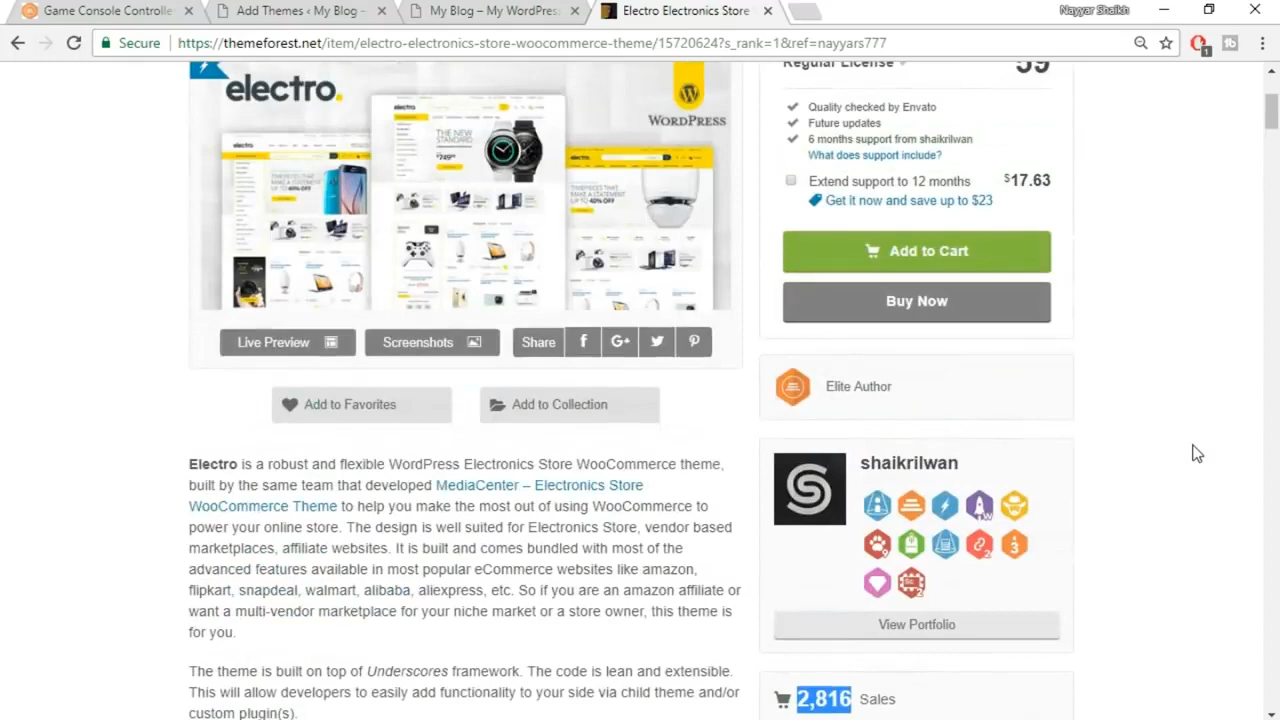 Game Console Controlle
Add Themes ‹ My Blog -
My Blog – My WordPress
Electro Electronics Store
Nayyar Shaikh
Secure
https://themeforest.net/item/electro-electronics-store-woocommerce-theme/15720624?s_rank=1&ref=nayyars777
1
electro.
WORDPRESS
THE NEW
STANDARD
Regular License
59
Quality checked by Envato
Future updates
6 months support from shaikrilwan
What does support include?
Extend support to 12 months $17.63
Get it now and save up to $23
Add to Cart
Buy Now
Live Preview
Screenshots
Share
Add to Favorites
Add to Collection
Elite Author
shaikrilwan
View Portfolio
2,816 Sales
Electro is a robust and flexible WordPress Electronics Store WooCommerce theme,
built by the same team that developed MediaCenter – Electronics Store
WooCommerce Theme to help you make the most out of using WooCommerce to
power your online store. The design is well suited for Electronics Store, vendor based
marketplaces, affiliate websites. It is built and comes bundled with most of the
advanced features available in most popular eCommerce websites like amazon,
flipkart, snapdeal, walmart, alibaba, aliexpress, etc. So if you are an amazon affiliate or
want a multi-vendor marketplace for your niche market or a store owner, this theme is
for you.
The theme is built on top of Underscores framework. The code is lean and extensible.
This will allow developers to easily add functionality to your side via child theme and/or
custom plugin(s).